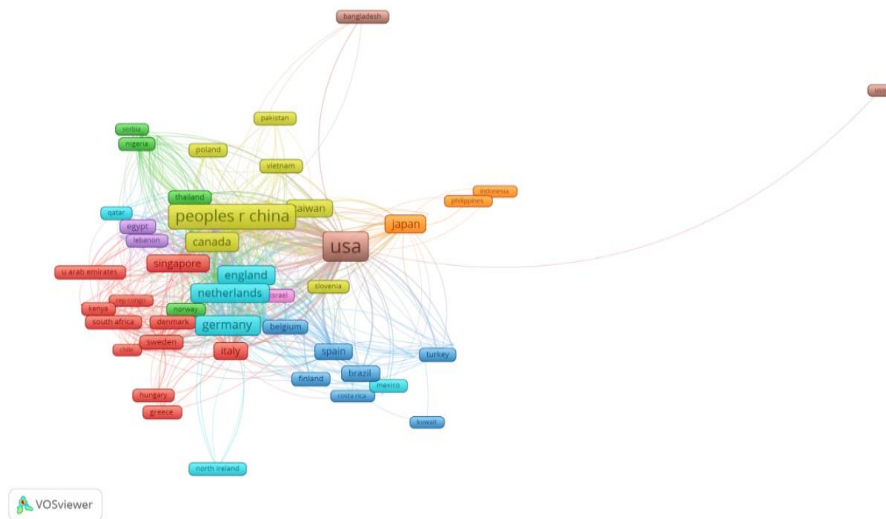 bangladesh
pakistan
serbia
nigeria
poland
vietnam
indonesia
philippines
thailand
taiwan
qatar
peoples r china
egypt
japan
lebanon
canada
usa
singapore
u arab emirates
england
slovenia
netherlands
israel
kenya
norway
south africa
denmark
germany
belgium
sweden
chile
italy
spain
turkey
brazil
finland
mexico
costa rica
hungary
greece
kuwait
north ireland
VOSviewer